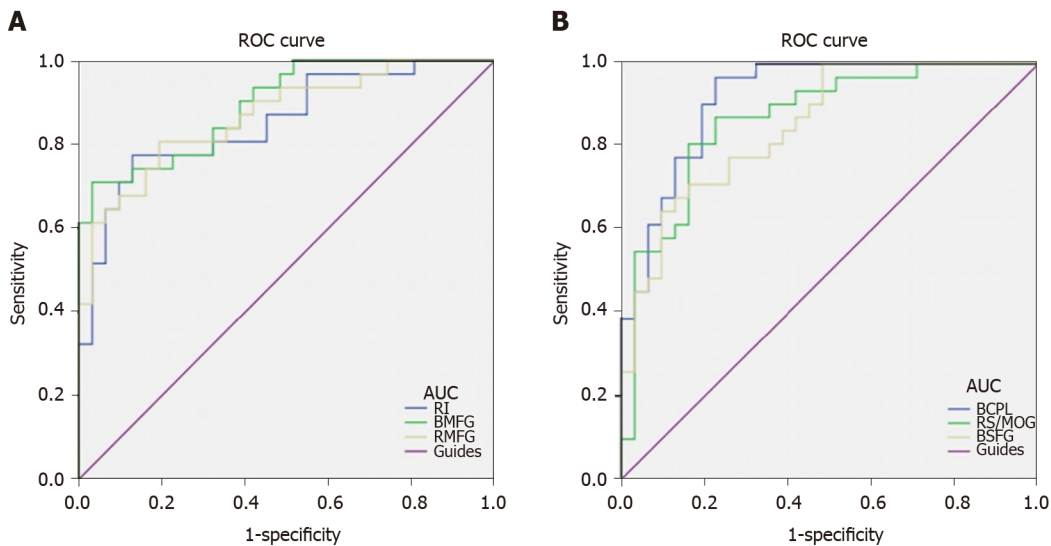 A
ROC curve
1.0
0.8
0.6
0.4
0.2
0.0
Sensitivity
AUC
RI
BMFG
RMFG
Guides
0.0
0.2
0.4
0.6
0.8
1.0
1-specificity
B
ROC curve
1.0
0.8
0.6
0.4
0.2
0.0
Sensitivity
AUC
BCPL
RS/MOG
BSFG
Guides
0.0
0.2
0.4
0.6
0.8
1.0
1-specificity